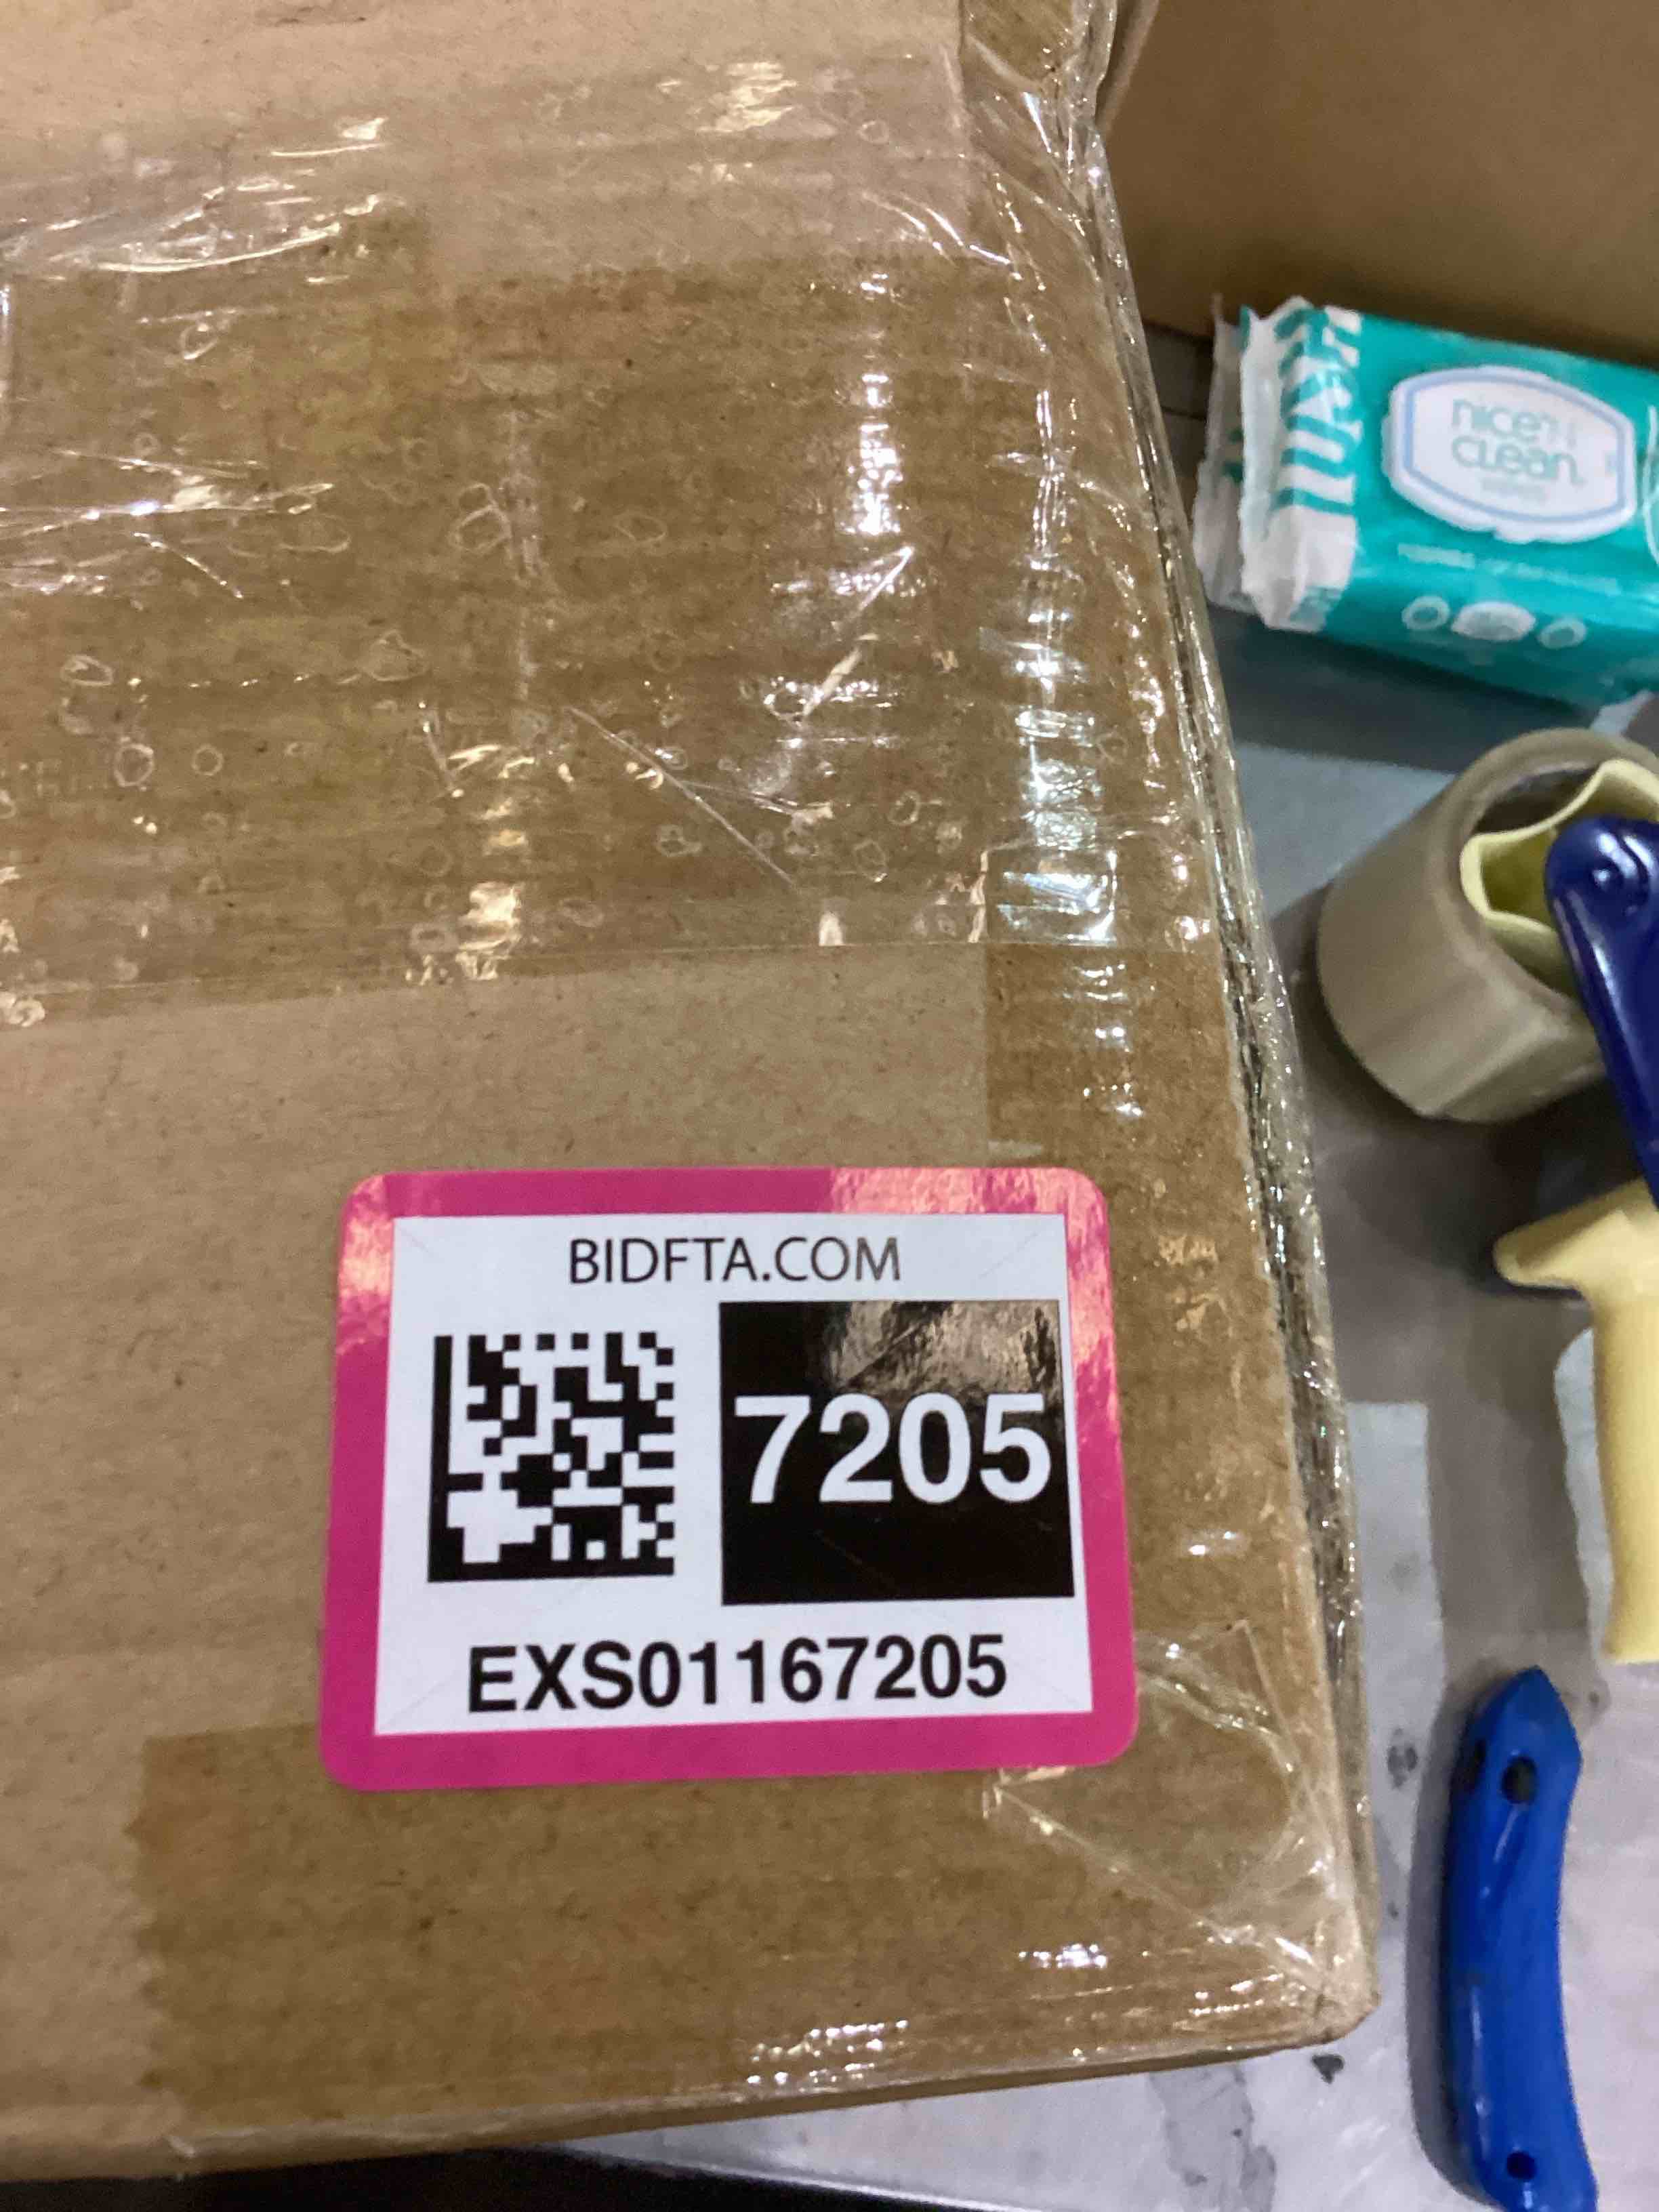 nice'n
CLEAN.
BIDFTA.COM
7205
EXS01167205